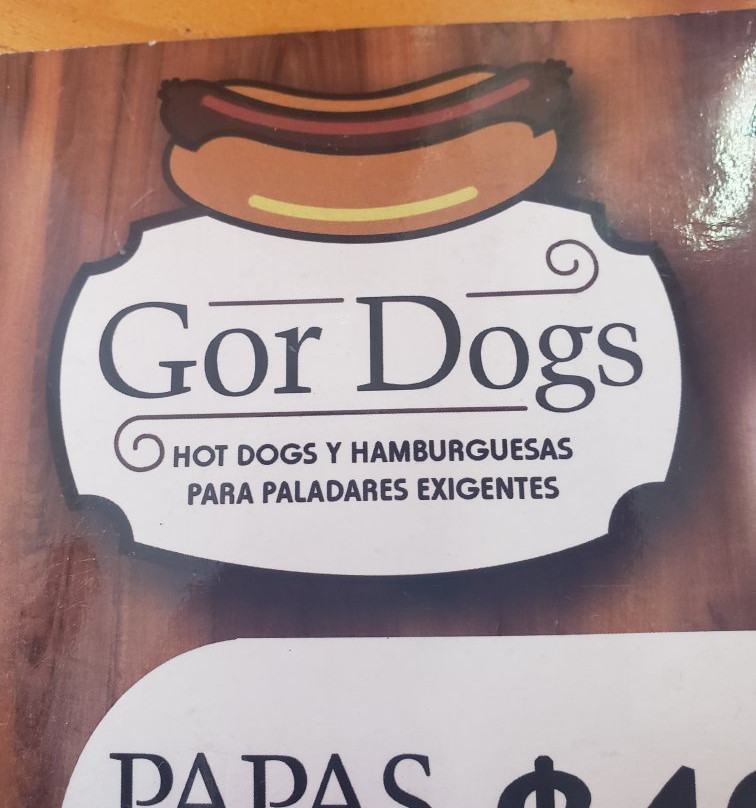 Gor Dogs
HOT DOGS Y HAMBURGUESAS
PARA PALADARES EXIGENTES
PAPAS